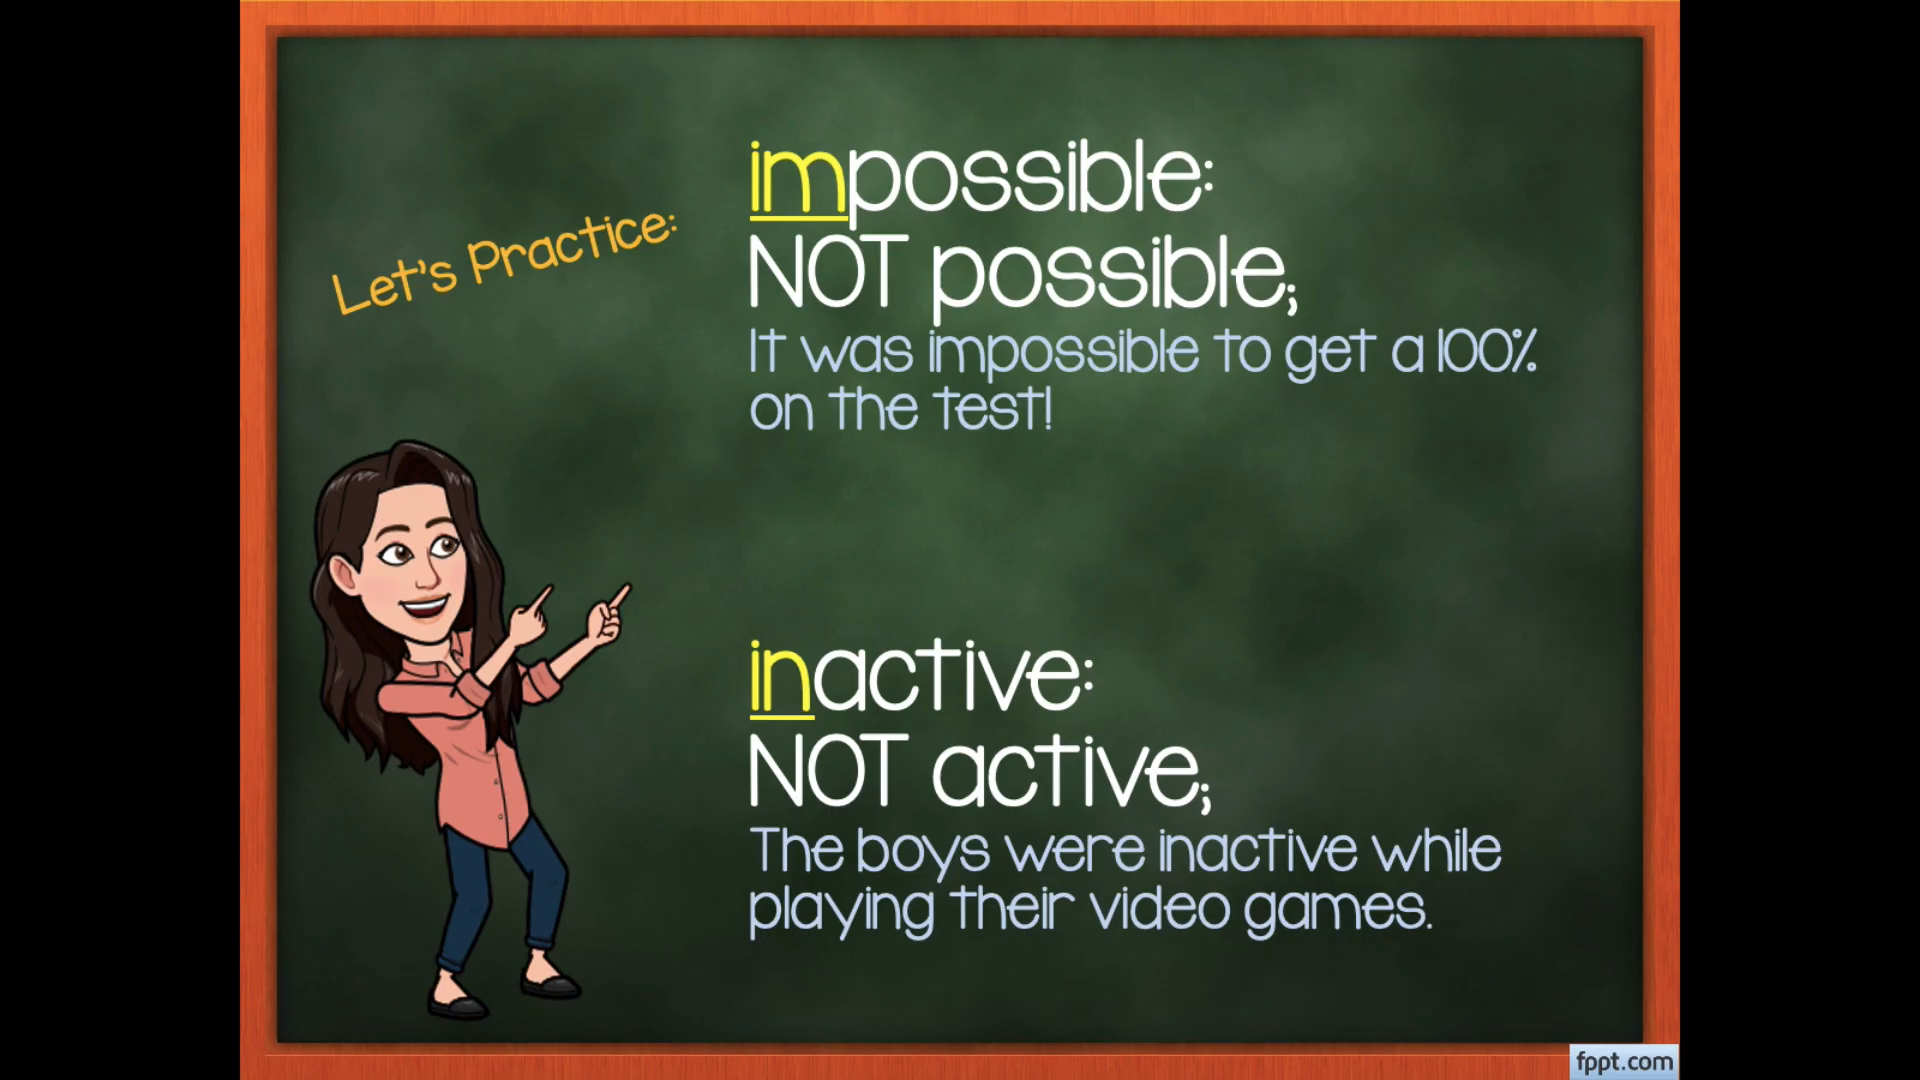 Let's Practice:
impossible:
NOT possible;
It was impossible to get a 100%
on the test!
inactive:
NOT active;
The boys were inactive while
playing their video games.
fppt.com